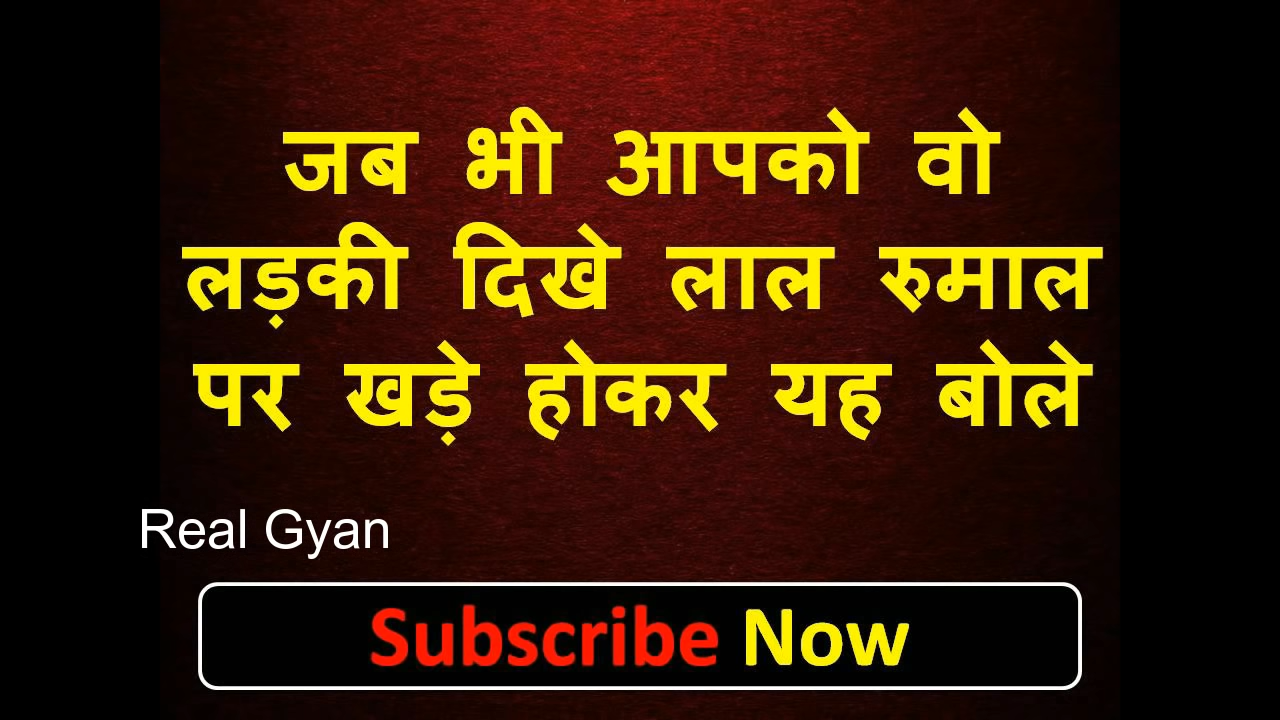 जब भी आपको वो
लड़की दिखे लाल रुमाल
पर खड़े होकर यह बोले
Real Gyan
Subscribe Now